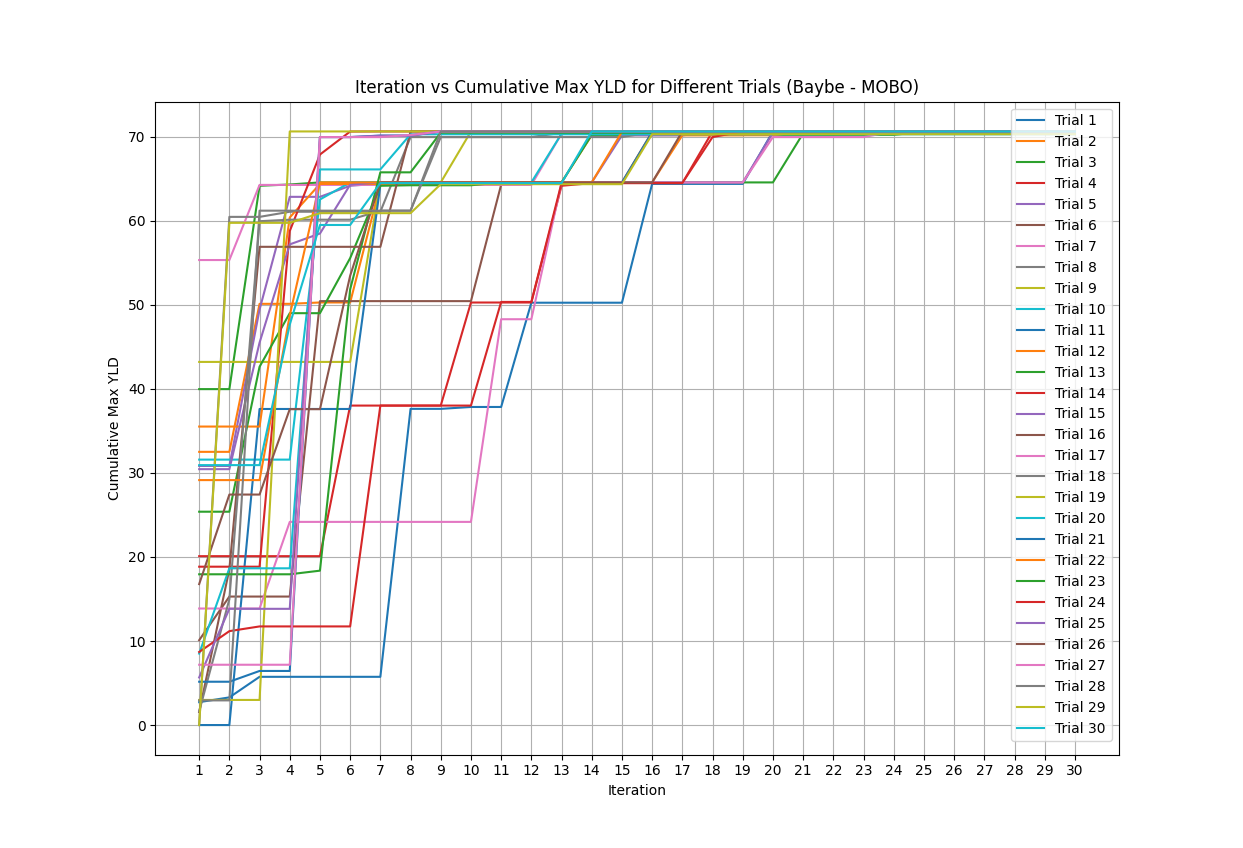 Iteration vs Cumulative Max YLD for Different Trials (Baybe - MOBO)
Cumulative Max YLD
70
60
50
40
30
20
10
0
1 2 3 4 5 6 7 8 9 10 11 12 13 14 15 16 17 18 19 20 21 22 23 24 25 26 27 28 29 30
Iteration
Trial 1
Trial 2
Trial 3
Trial 4
Trial 5
Trial 6
Trial 7
Trial 8
Trial 9
Trial 10
Trial 11
Trial 12
Trial 13
Trial 14
Trial 15
Trial 16
Trial 17
Trial 18
Trial 19
Trial 20
Trial 21
Trial 22
Trial 23
Trial 24
Trial 25
Trial 26
Trial 27
Trial 28
Trial 29
Trial 30